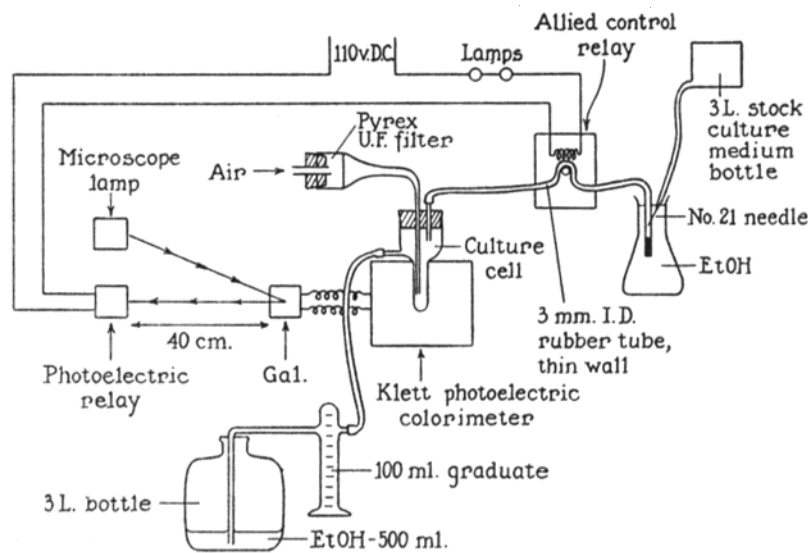 Allied control
relay
110v.D.C.
Lamps
3L. stock
culture
medium
bottle
Pyrex
U.F. filter
Air
Microscope
lamp
No. 21 needle
Culture
cell
EtOH
40 cm.
3 mm. I.D.
rubber tube,
thin wall
Photoelectric
relay
Gal.
Klett photoelectric
colorimeter
100 ml. graduate
3 L. bottle
EtOH-500 ml.